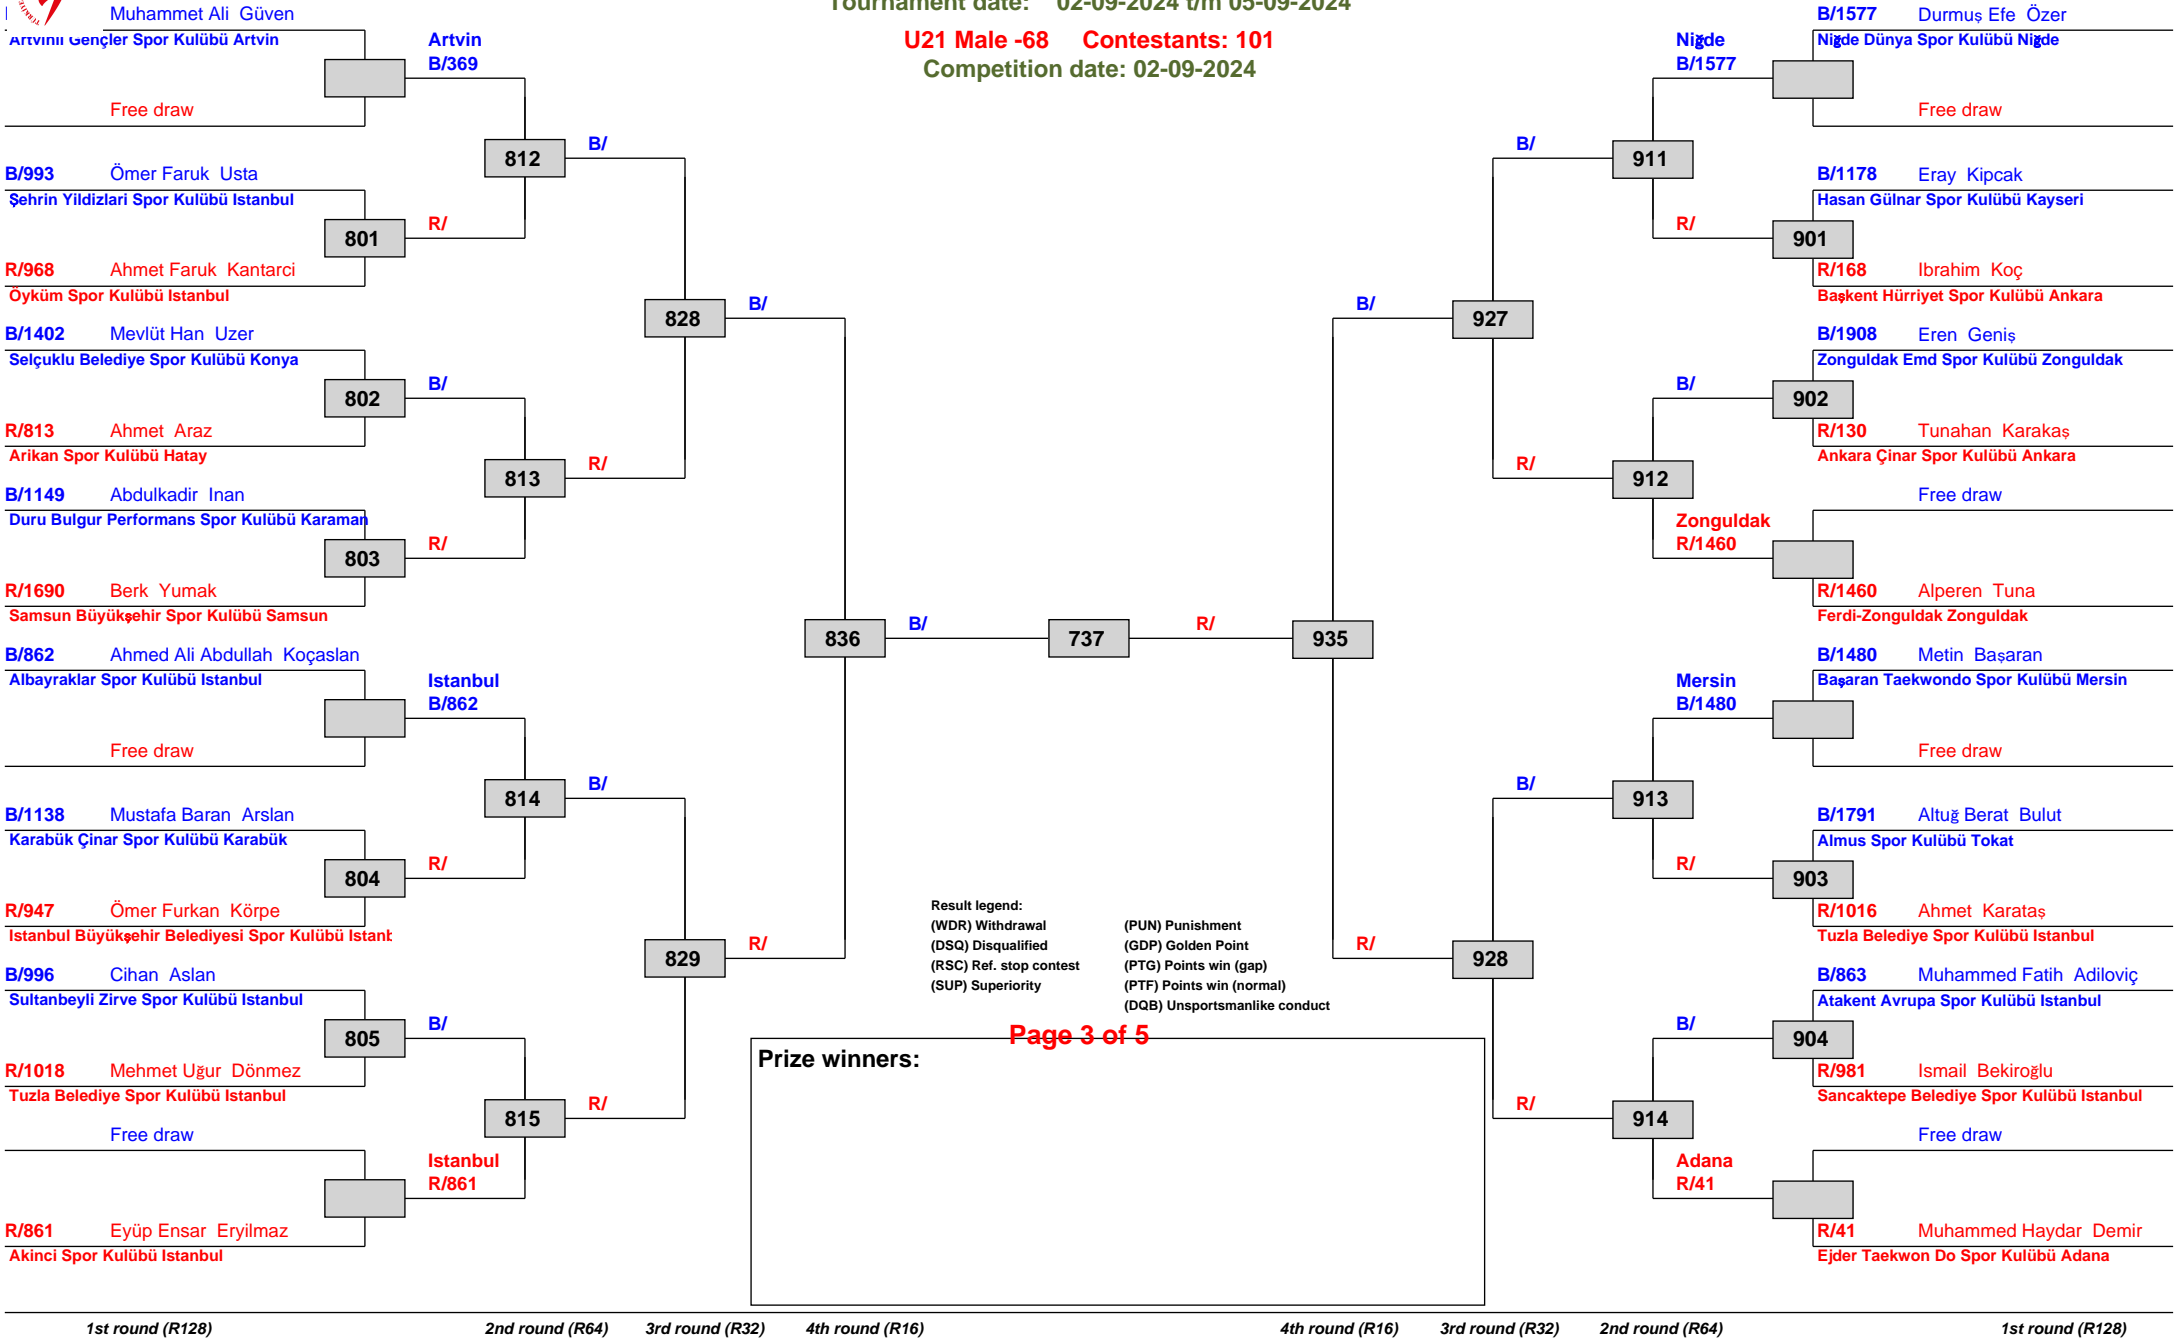 Tournament date: 02-09-2024 t/m 05-09-2024
U21 Male -68 Contestants: 101
Competition date: 02-09-2024
Muhammet Ali Güven
Artvinli Gençler Spor Kulübü Artvin
Free draw
Artvin
B/369
B/993 Ömer Faruk Usta
Şehrin Yildizlari Spor Kulübü Istanbul
801
R/968 Ahmet Faruk Kantarci
Öyküm Spor Kulübü Istanbul
R/
812
B/
B/1402 Mevlüt Han Uzer
Selçuklu Belediye Spor Kulübü Konya
802
R/813 Ahmet Araz
Arikan Spor Kulübü Hatay
B/
813
R/
B/1149 Abdulkadir Inan
Duru Bulgur Performans Spor Kulübü Karaman
803
R/1690 Berk Yumak
Samsun Büyükşehir Spor Kulübü Samsun
R/
828
B/
B/862 Ahmed Ali Abdullah Koçaslan
Albayraklar Spor Kulübü Istanbul
Free draw
Istanbul
B/862
814
B/
B/1138 Mustafa Baran Arslan
Karabük Çinar Spor Kulübü Karabük
804
R/947 Ömer Furkan Körpe
Istanbul Büyükşehir Belediyesi Spor Kulübü Istanb
R/
829
R/
B/996 Cihan Aslan
Sultanbeyli Zirve Spor Kulübü Istanbul
805
R/1018 Mehmet Uğur Dönmez
Tuzla Belediye Spor Kulübü Istanbul
B/
815
R/
Free draw
Istanbul
R/861
R/861 Eyüp Ensar Eryilmaz
Akinci Spor Kulübü Istanbul
836
B/
737
R/
935
B/1577 Durmuş Efe Özer
Niğde Dünya Spor Kulübü Niğde
Free draw
Niğde
B/1577
911
B/
B/1178 Eray Kipcak
Hasan Gülnar Spor Kulübü Kayseri
901
R/168 Ibrahim Koç
Başkent Hürriyet Spor Kulübü Ankara
R/
927
B/
B/1908 Eren Geniş
Zonguldak Emd Spor Kulübü Zonguldak
902
R/130 Tunahan Karakaş
Ankara Çinar Spor Kulübü Ankara
B/
912
R/
Free draw
Zonguldak
R/1460
R/1460 Alperen Tuna
Ferdi-Zonguldak Zonguldak
B/1480 Metin Başaran
Başaran Taekwondo Spor Kulübü Mersin
Free draw
Mersin
B/1480
913
B/
B/1791 Altuğ Berat Bulut
Almus Spor Kulübü Tokat
903
R/1016 Ahmet Karataş
Tuzla Belediye Spor Kulübü Istanbul
R/
928
R/
B/863 Muhammed Fatih Adiloviç
Atakent Avrupa Spor Kulübü Istanbul
904
R/981 Ismail Bekiroğlu
Sancaktepe Belediye Spor Kulübü Istanbul
B/
914
R/
Free draw
Adana
R/41
R/41 Muhammed Haydar Demir
Ejder Taekwon Do Spor Kulübü Adana
Result legend:
(WDR) Withdrawal (PUN) Punishment
(DSQ) Disqualified (GDP) Golden Point
(RSC) Ref. stop contest (PTG) Points win (gap)
(SUP) Superiority (PTF) Points win (normal)
(DQB) Unsportsmanlike conduct
Page 3 of 5
Prize winners:
1st round (R128) 2nd round (R64) 3rd round (R32) 4th round (R16) 4th round (R16) 3rd round (R32) 2nd round (R64) 1st round (R128)